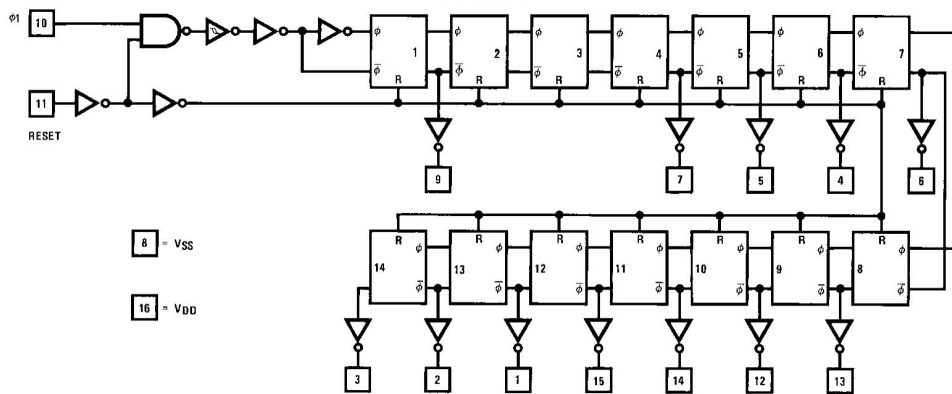 ϕ1 10
ϕ ϕ ϕ ϕ ϕ ϕ ϕ
1 2 3 4 5 6 7
ϕ̅ ϕ̅ ϕ̅ ϕ̅ ϕ̅ ϕ̅ ϕ̅
R R R R R R R
11
RESET
9 7 5 4 6
8 = VSS
R R R R R R R
ϕ ϕ ϕ ϕ ϕ ϕ ϕ
14 13 12 11 10 9 8
ϕ̅ ϕ̅ ϕ̅ ϕ̅ ϕ̅ ϕ̅ ϕ̅
16 = VDD
3 2 1 15 14 12 13